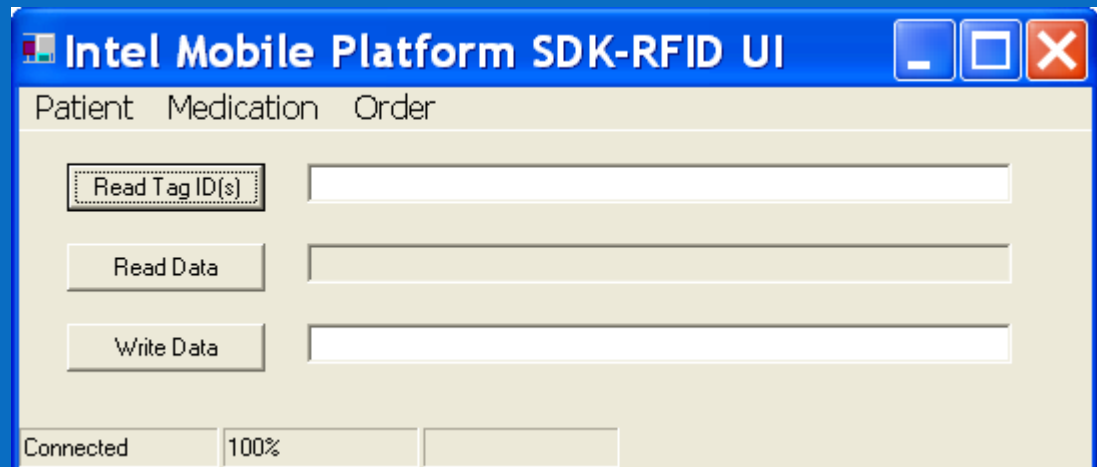 Intel Mobile Platform SDK-RFID UI
Patient Medication Order
Read Tag ID(s)
Read Data
Write Data
Connected 100%